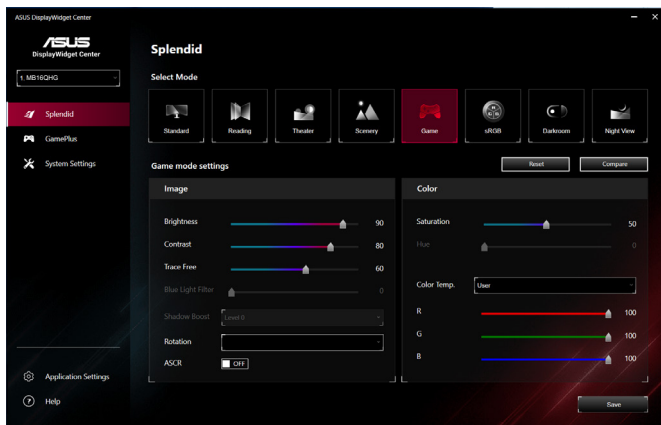 ASUS DisplayWidget Center
ASUS
DisplayWidget Center
1. MB16QHG
Splendid
GamePlus
System Settings
Application Settings
Help
Splendid
Select Mode
Standard
Reading
Theater
Scenery
Game
sRGB
Darkroom
Night View
Game mode settings
Reset
Compare
Image
Brightness 90
Contrast 80
Trace Free 60
Blue Light Filter 0
Shadow Boost Level 0
Rotation
ASCR OFF
Color
Saturation 50
Hue 0
Color Temp. User
R 100
G 100
B 100
Save